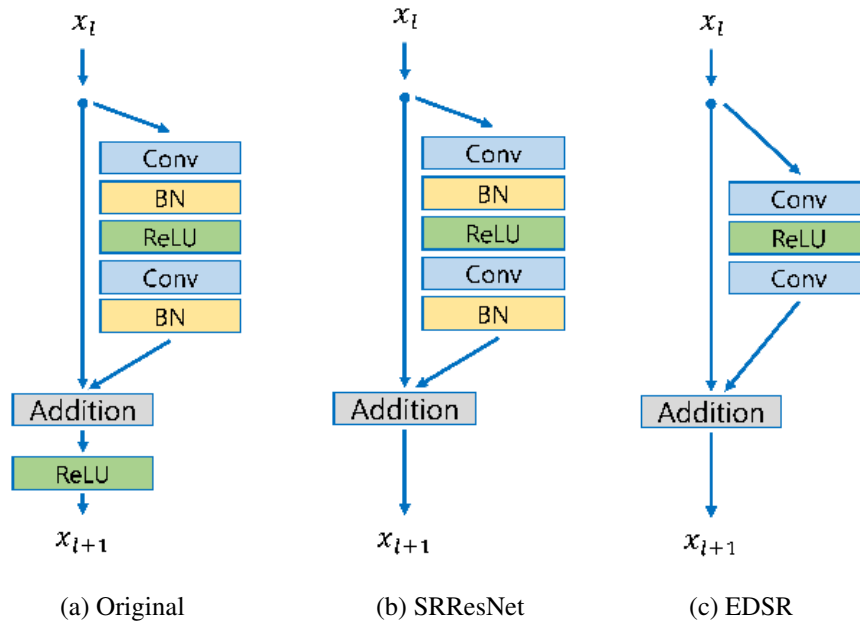 x_l
Conv
BN
ReLU
Conv
BN
Addition
ReLU
x_{l+1}
(a) Original
x_l
Conv
BN
ReLU
Conv
BN
Addition
x_{l+1}
(b) SRResNet
x_l
Conv
ReLU
Conv
Addition
x_{l+1}
(c) EDSR